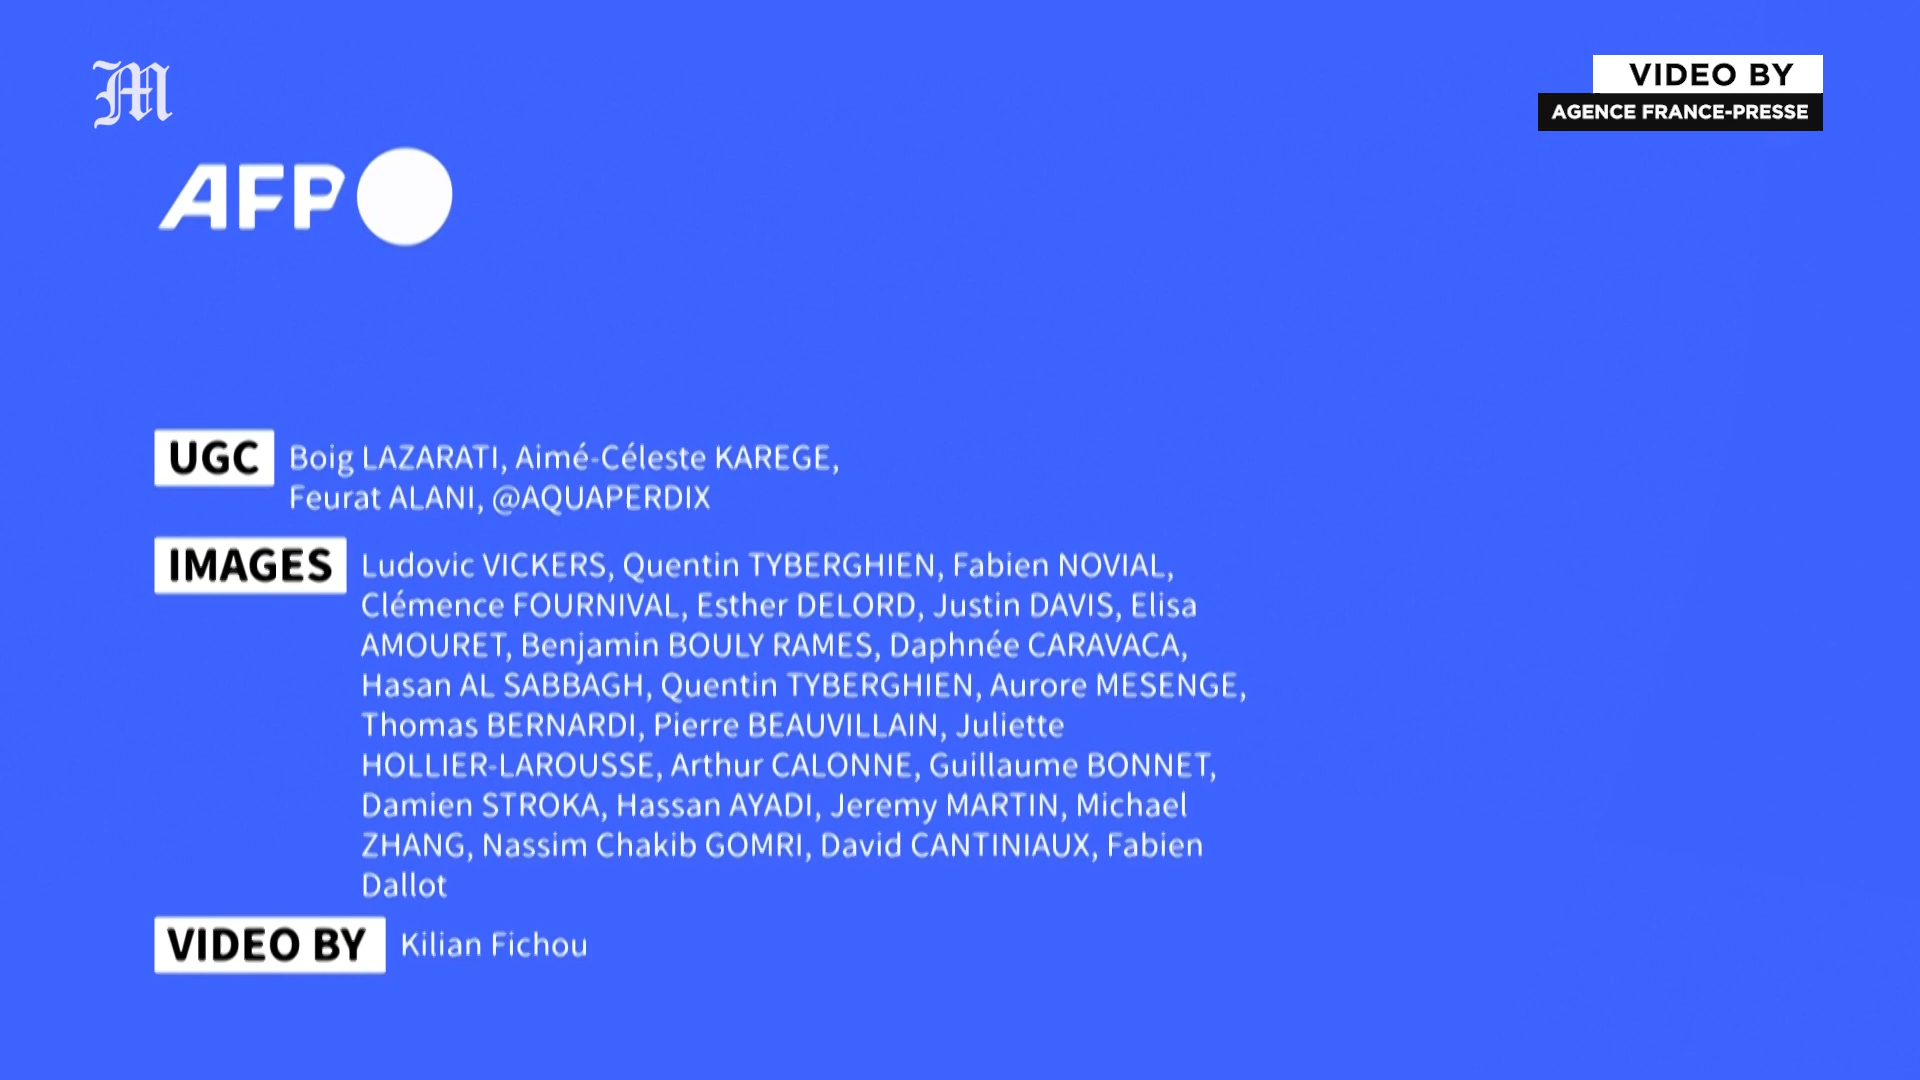 M
VIDEO BY
AGENCE FRANCE-PRESSE
AFP
UGC Boig LAZARATI, Aimé-Céleste KAREGE,
Feurat ALANI, @AQUAPERDIX
IMAGES Ludovic VICKERS, Quentin TYBERGHIEN, Fabien NOVIAL,
Clémence FOURNIVAL, Esther DELORD, Justin DAVIS, Elisa
AMOURET, Benjamin BOULY RAMES, Daphnée CARAVACA,
Hasan AL SABBAGH, Quentin TYBERGHIEN, Aurore MESENGE,
Thomas BERNARDI, Pierre BEAUVILLAIN, Juliette
HOLLIER-LAROUSSE, Arthur CALONNE, Guillaume BONNET,
Damien STROKA, Hassan AYADI, Jeremy MARTIN, Michael
ZHANG, Nassim Chakib GOMRI, David CANTINIAUX, Fabien
Dallot
VIDEO BY Kilian Fichou